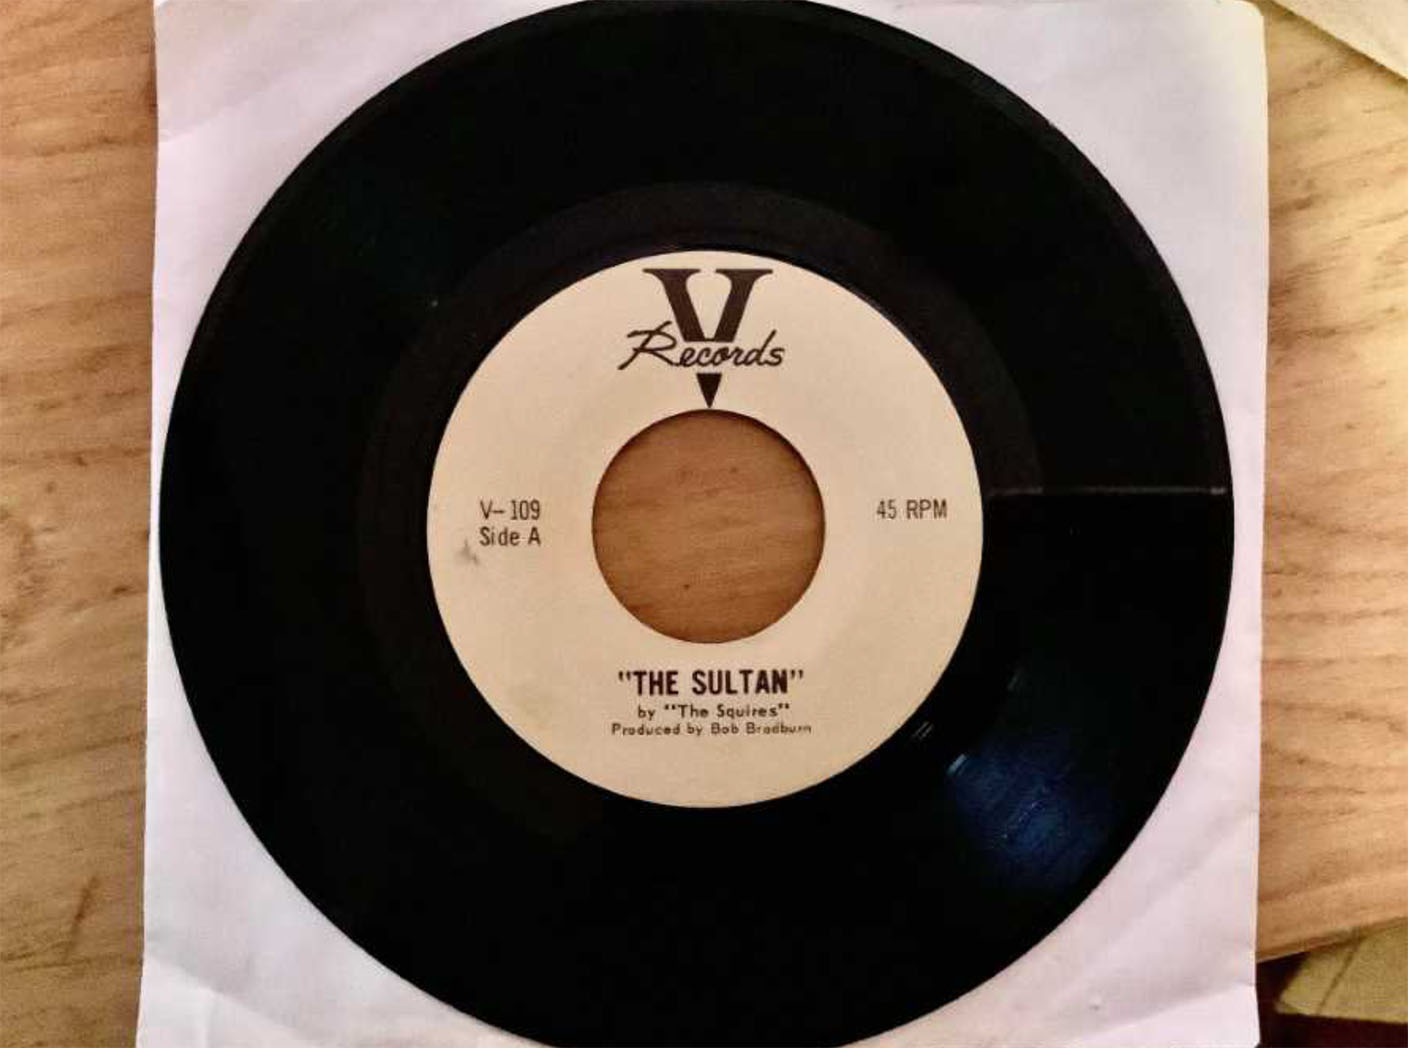 V
Records
V-109
Side A
45 RPM
"THE SULTAN"
by "The Squires"
Produced by Bob Bradburn